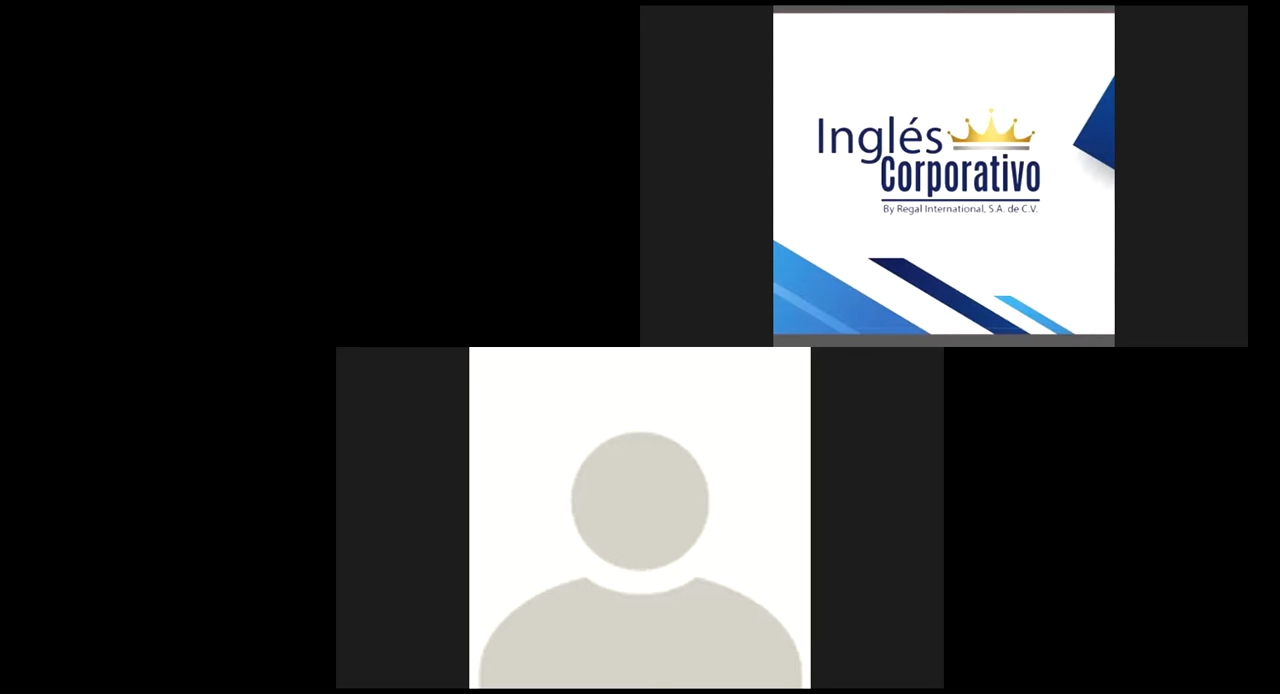 Inglés
Corporativo
By Regal International, S.A. de C.V.